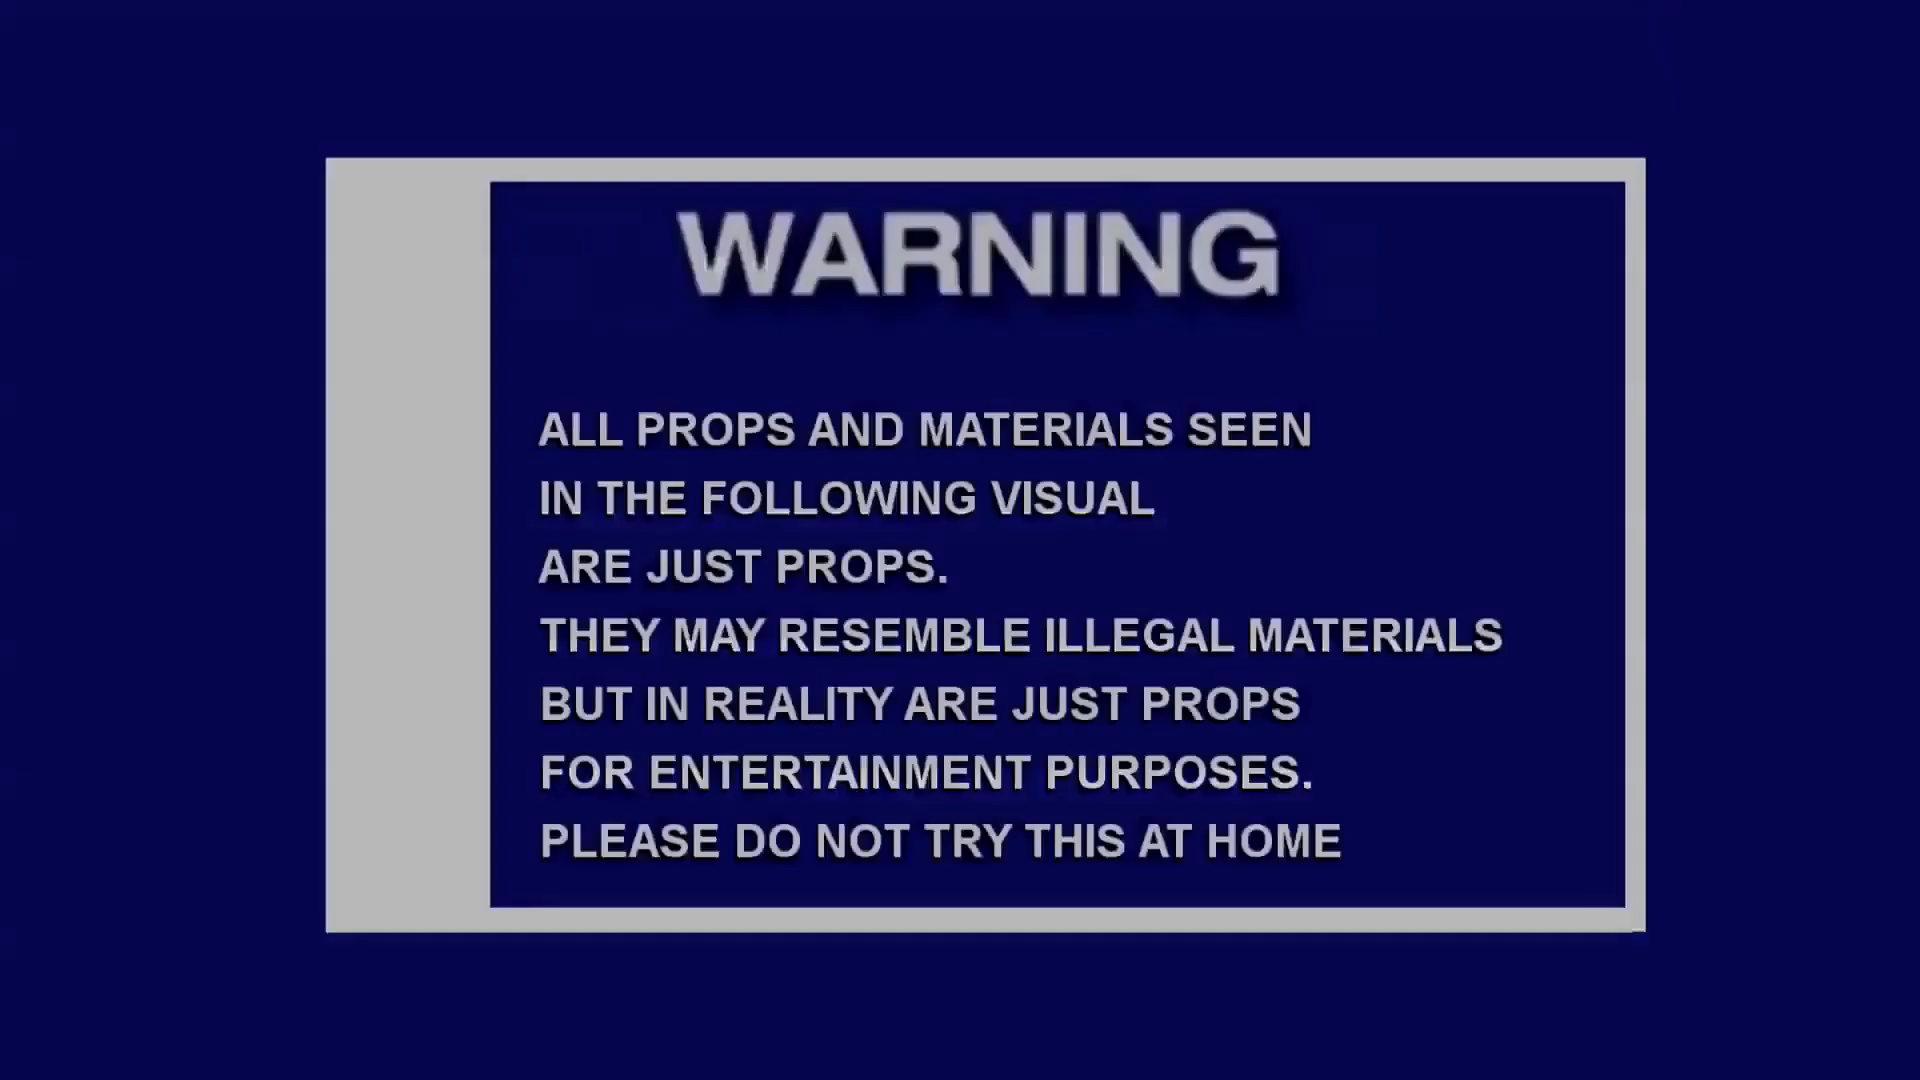 WARNING
ALL PROPS AND MATERIALS SEEN
IN THE FOLLOWING VISUAL
ARE JUST PROPS.
THEY MAY RESEMBLE ILLEGAL MATERIALS
BUT IN REALITY ARE JUST PROPS
FOR ENTERTAINMENT PURPOSES.
PLEASE DO NOT TRY THIS AT HOME